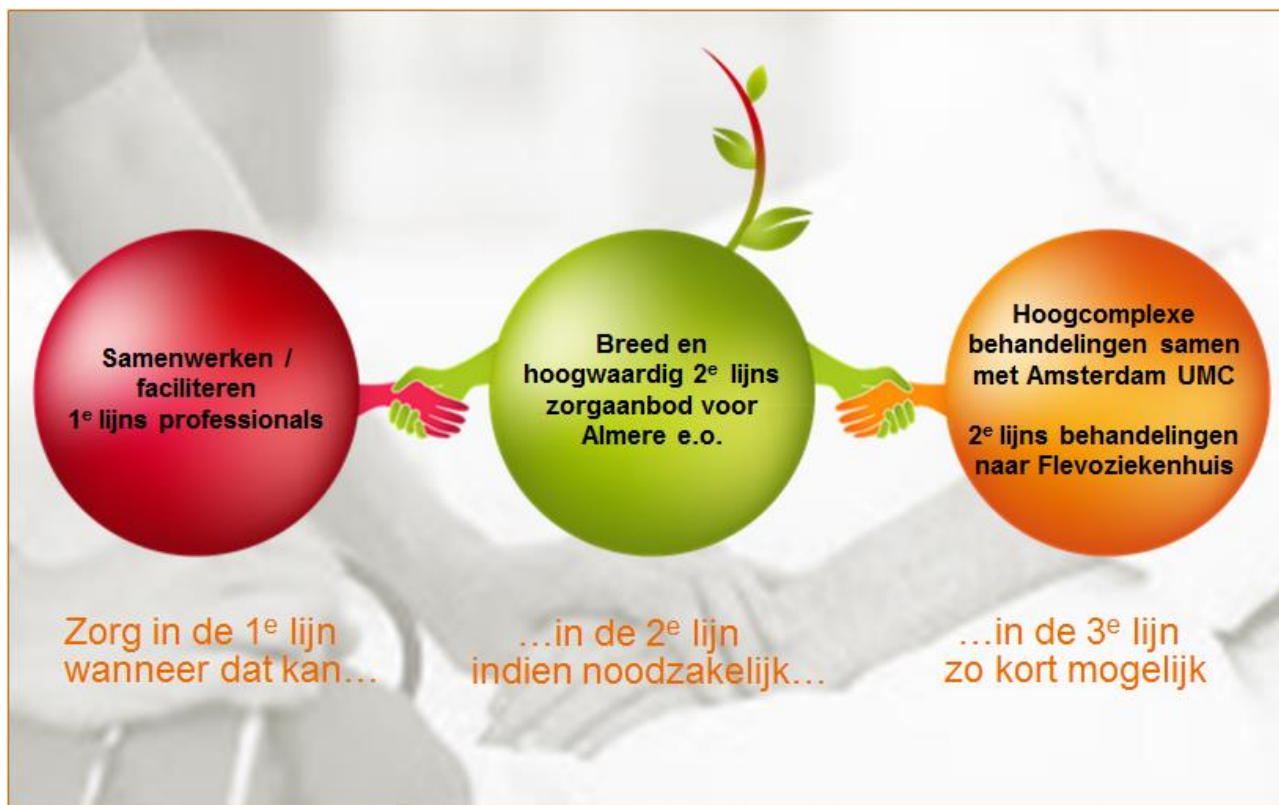 Samenwerken /
faciliteren
1e lijns professionals
Breed en
hoogwaardig 2e lijns
zorgaanbod voor
Almere e.o.
Hoogcomplexe
behandelingen samen
met Amsterdam UMC
2e lijns behandelingen
naar Flevoziekenhuis
Zorg in de 1e lijn
wanneer dat kan…
…in de 2e lijn
indien noodzakelijk…
…in de 3e lijn
zo kort mogelijk